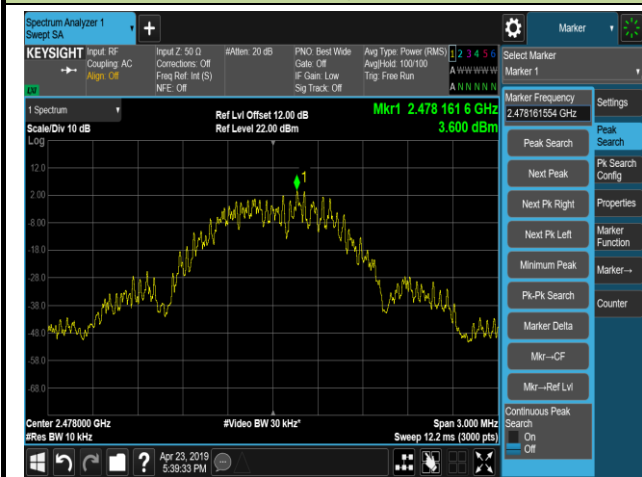 Spectrum Analyzer 1
Swept SA
+
Marker
KEYSIGHT
Input: RF
Coupling: AC
Align: Off
Input Z: 50 Ω
Corrections: Off
Freq Ref: Int (S)
NFE: Off
#Atten: 20 dB
PNO: Best Wide
Gate: Off
IF Gain: Low
Sig Track: Off
Avg Type: Power (RMS)
Avg|Hold: 100/100
Trig: Free Run
1 2 3 4 5 6
A W W W W W
A N N N N N
Select Marker
Marker 1
1 Spectrum
Scale/Div 10 dB
Log
Ref Lvl Offset 12.00 dB
Ref Level 22.00 dBm
Mkr1 2.478 161 6 GHz
3.600 dBm
12.0
2.00
-8.00
-18.0
-28.0
-38.0
-48.0
-58.0
-68.0
1
Center 2.478000 GHz
#Res BW 10 kHz
#Video BW 30 kHz*
Span 3.000 MHz
Sweep 12.2 ms (3000 pts)
Marker Frequency
2.478161554 GHz
Peak Search
Next Peak
Next Pk Right
Next Pk Left
Minimum Peak
Pk-Pk Search
Marker Delta
Mkr→CF
Mkr→Ref Lvl
Continuous Peak
Search
On
Off
Settings
Peak
Search
Pk Search
Config
Properties
Marker
Function
Marker→
Counter
?
Apr 23, 2019
5:39:33 PM